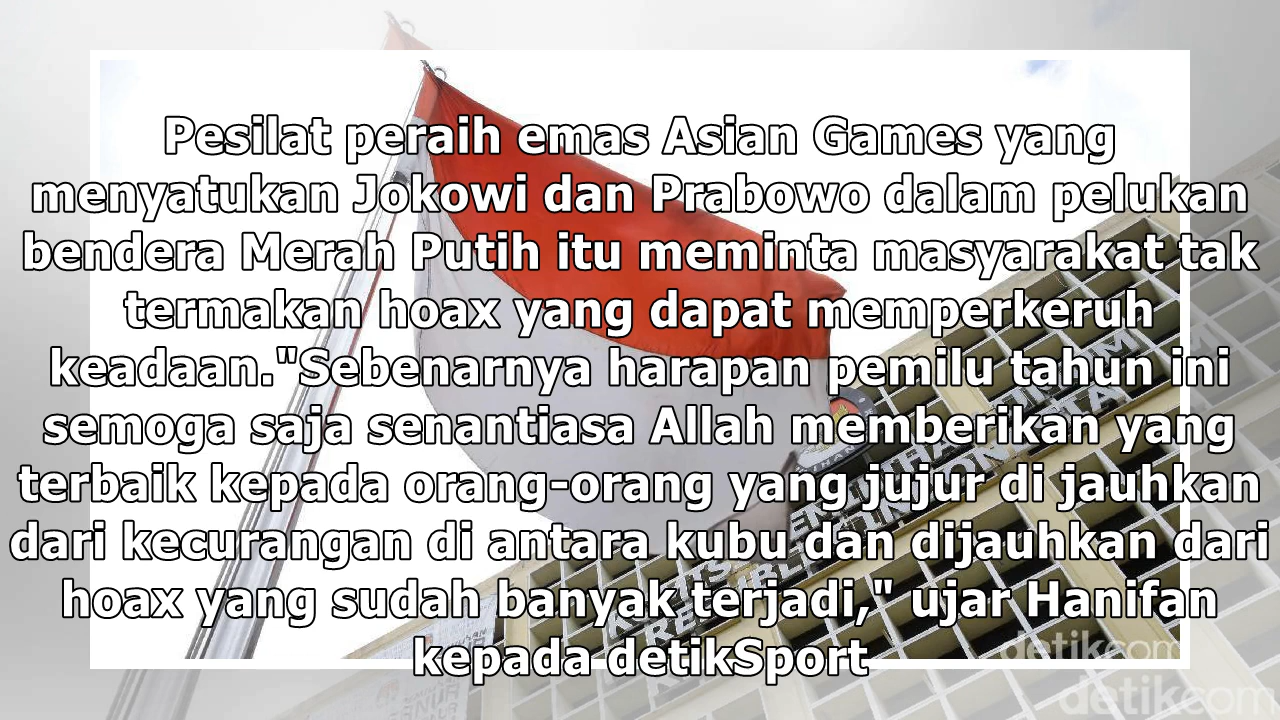 Pesilat peraih emas Asian Games yang
menyatukan Jokowi dan Prabowo dalam pelukan
bendera Merah Putih itu meminta masyarakat tak
termakan hoax yang dapat memperkeruh
keadaan."Sebenarnya harapan pemilu tahun ini
semoga saja senantiasa Allah memberikan yang
terbaik kepada orang-orang yang jujur di jauhkan
dari kecurangan di antara kubu dan dijauhkan dari
hoax yang sudah banyak terjadi," ujar Hanifan
kepada detikSport
detikcom
detikcom